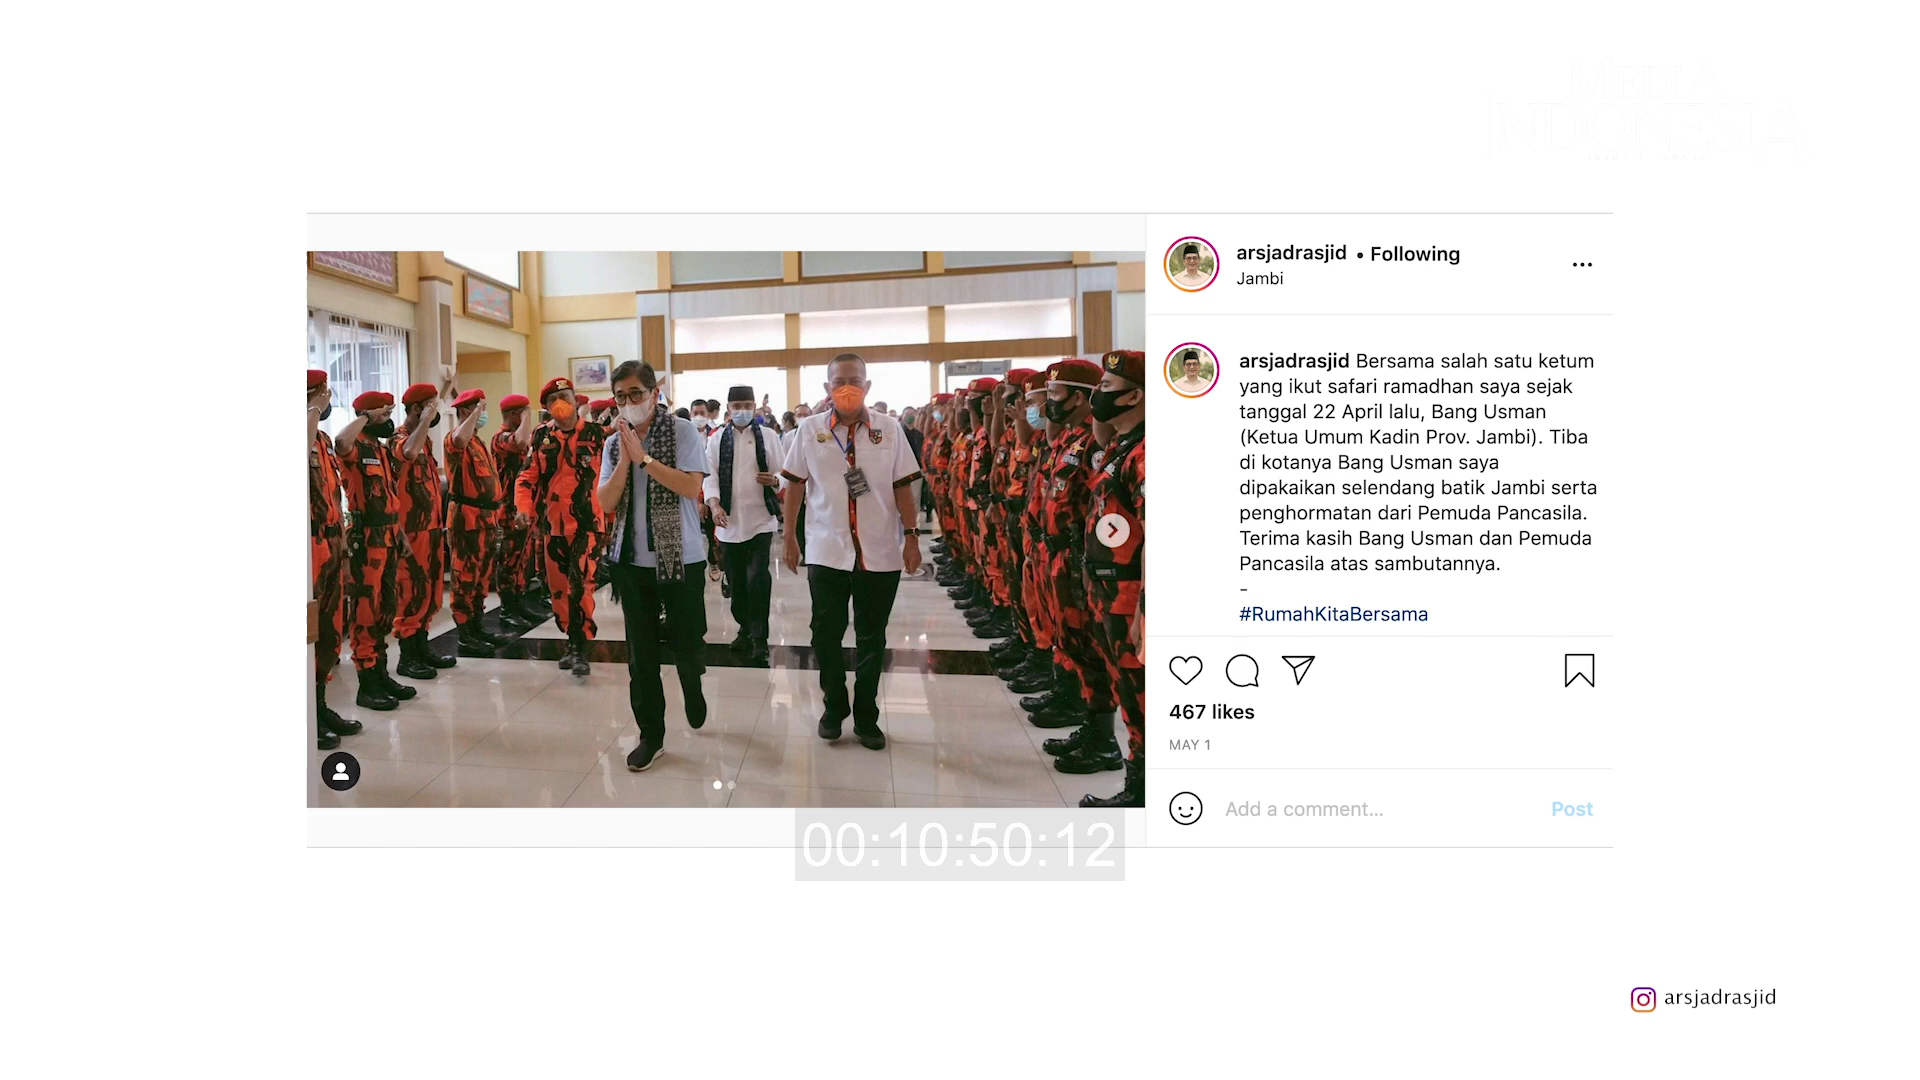 MEDIA
INDONESIA
arsjadrasjid • Following
Jambi
arsjadrasjid Bersama salah satu ketum
yang ikut safari ramadhan saya sejak
tanggal 22 April lalu, Bang Usman
(Ketua Umum Kadin Prov. Jambi). Tiba
di kotanya Bang Usman saya
dipakaikan selendang batik Jambi serta
penghormatan dari Pemuda Pancasila.
Terima kasih Bang Usman dan Pemuda
Pancasila atas sambutannya.
-
#RumahKitaBersama
467 likes
MAY 1
Add a comment... Post
00:10:50:12
arsjadrasjid